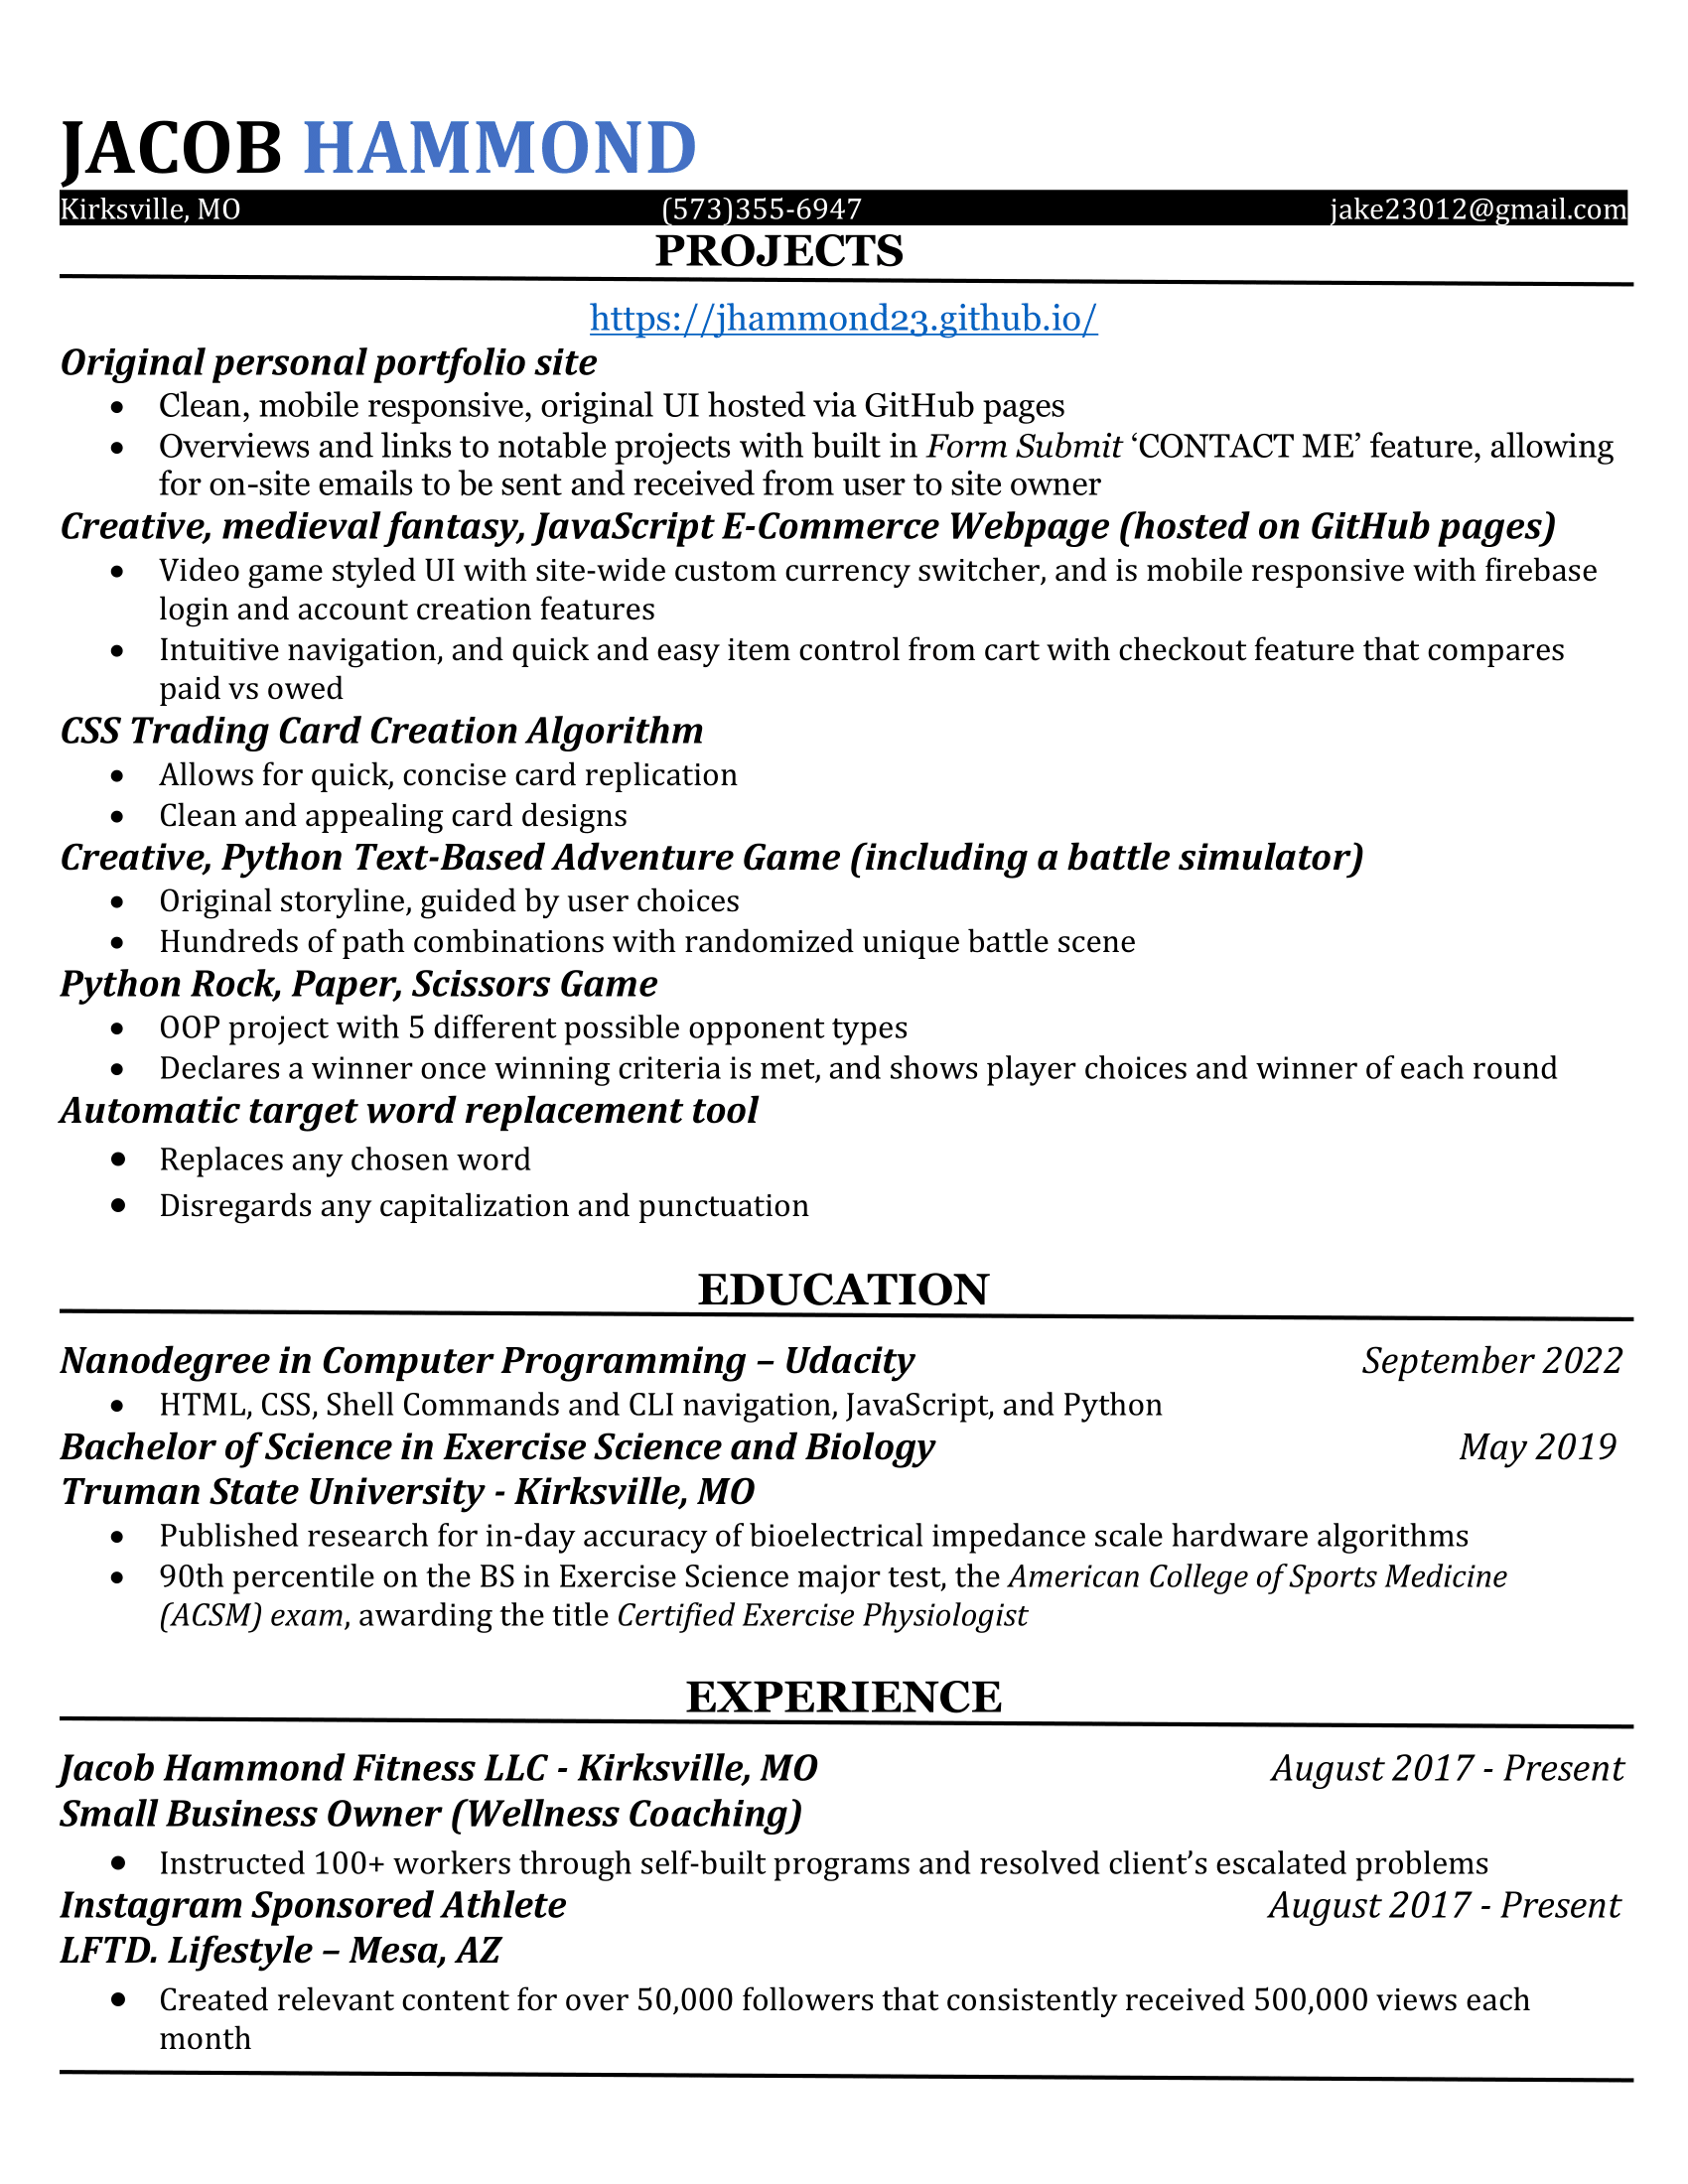 JACOB HAMMOND
Kirksville, MO (573)355-6947 jake23012@gmail.com
PROJECTS
https://jhammond23.github.io/
Original personal portfolio site
• Clean, mobile responsive, original UI hosted via GitHub pages
• Overviews and links to notable projects with built in Form Submit ‘CONTACT ME’ feature, allowing
for on-site emails to be sent and received from user to site owner
Creative, medieval fantasy, JavaScript E-Commerce Webpage (hosted on GitHub pages)
• Video game styled UI with site-wide custom currency switcher, and is mobile responsive with firebase
login and account creation features
• Intuitive navigation, and quick and easy item control from cart with checkout feature that compares
paid vs owed
CSS Trading Card Creation Algorithm
• Allows for quick, concise card replication
• Clean and appealing card designs
Creative, Python Text-Based Adventure Game (including a battle simulator)
• Original storyline, guided by user choices
• Hundreds of path combinations with randomized unique battle scene
Python Rock, Paper, Scissors Game
• OOP project with 5 different possible opponent types
• Declares a winner once winning criteria is met, and shows player choices and winner of each round
Automatic target word replacement tool
• Replaces any chosen word
• Disregards any capitalization and punctuation
EDUCATION
Nanodegree in Computer Programming – Udacity September 2022
• HTML, CSS, Shell Commands and CLI navigation, JavaScript, and Python
Bachelor of Science in Exercise Science and Biology May 2019
Truman State University - Kirksville, MO
• Published research for in-day accuracy of bioelectrical impedance scale hardware algorithms
• 90th percentile on the BS in Exercise Science major test, the American College of Sports Medicine
(ACSM) exam, awarding the title Certified Exercise Physiologist
EXPERIENCE
Jacob Hammond Fitness LLC - Kirksville, MO August 2017 - Present
Small Business Owner (Wellness Coaching)
• Instructed 100+ workers through self-built programs and resolved client’s escalated problems
Instagram Sponsored Athlete August 2017 - Present
LFTD. Lifestyle – Mesa, AZ
• Created relevant content for over 50,000 followers that consistently received 500,000 views each
month